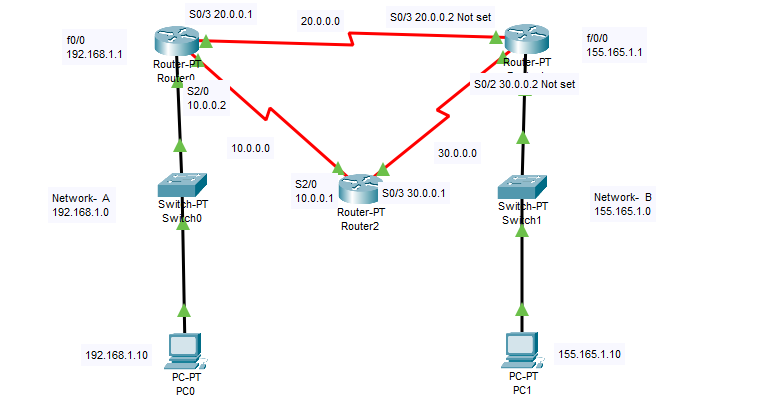 S0/3 20.0.0.1
20.0.0.0
S0/3 20.0.0.2 Not set
f0/0
192.168.1.1
f/0/0
155.165.1.1
Router-PT
Router0
Router-PT
S2/0
10.0.0.2
S0/2 30.0.0.2 Not set
10.0.0.0
30.0.0.0
S2/0
10.0.0.1
S0/3 30.0.0.1
Router-PT
Router2
Network- A
192.168.1.0
Switch-PT
Switch0
Switch-PT
Switch1
Network- B
155.165.1.0
192.168.1.10
PC-PT
PC0
155.165.1.10
PC-PT
PC1